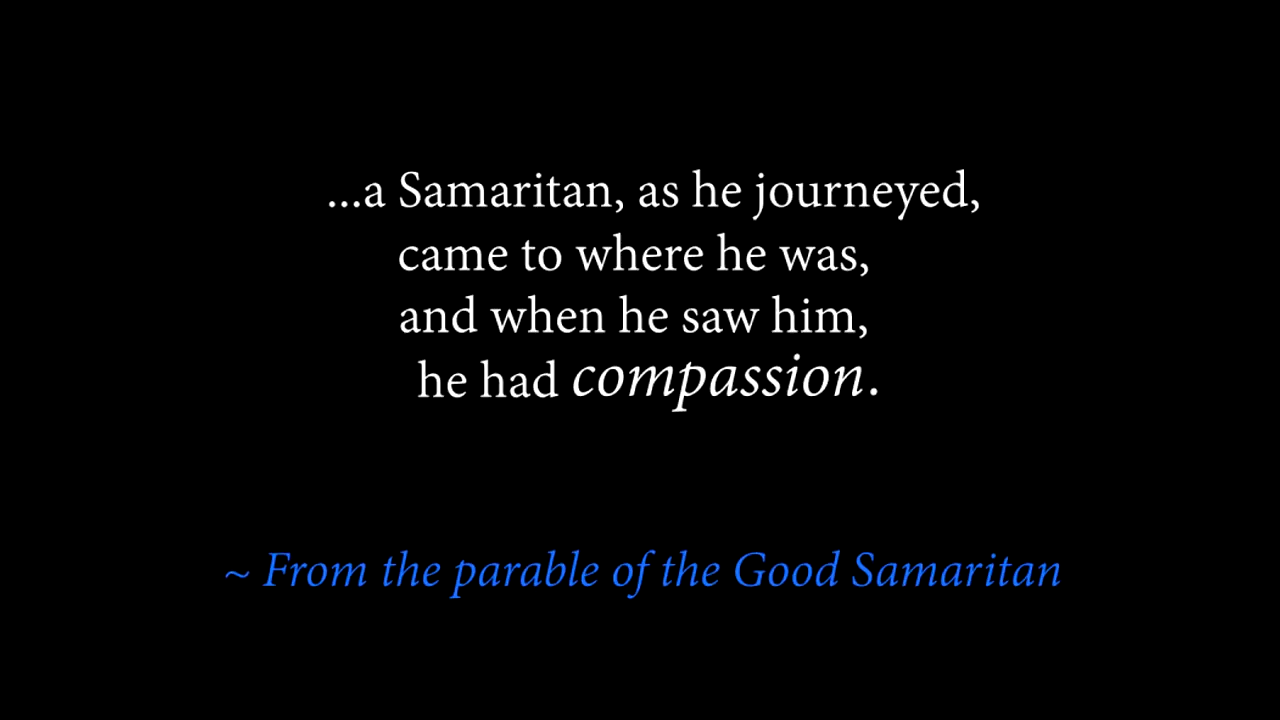 ...a Samaritan, as he journeyed,
came to where he was,
and when he saw him,
he had compassion.
~ From the parable of the Good Samaritan